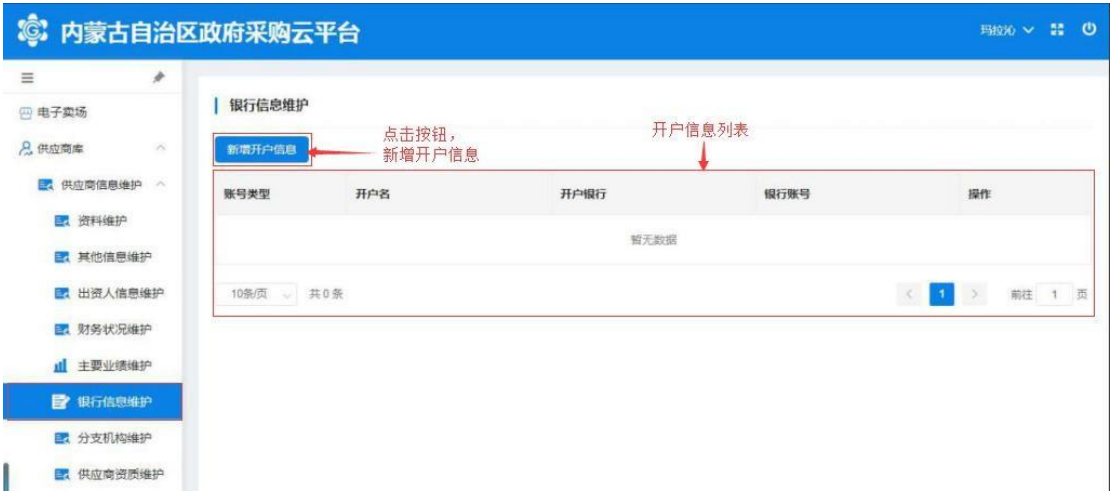 内蒙古自治区政府采购云平台
玛拉沁
电子卖场
供应商库
供应商信息维护
资料维护
其他信息维护
出资人信息维护
财务状况维护
主要业绩维护
银行信息维护
分支机构维护
供应商资质维护
银行信息维护
新增开户信息
点击按钮，
新增开户信息
开户信息列表
账号类型 开户名 开户银行 银行账号 操作
暂无数据
10条/页 共 0 条 1 前往 1 页